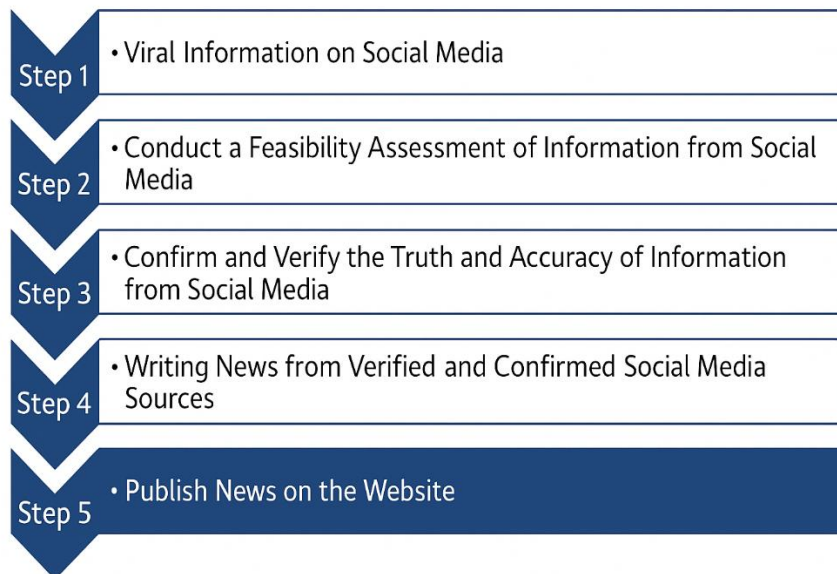 Step 1
• Viral Information on Social Media
Step 2
• Conduct a Feasibility Assessment of Information from Social
Media
Step 3
• Confirm and Verify the Truth and Accuracy of Information
from Social Media
Step 4
• Writing News from Verified and Confirmed Social Media
Sources
Step 5
• Publish News on the Website